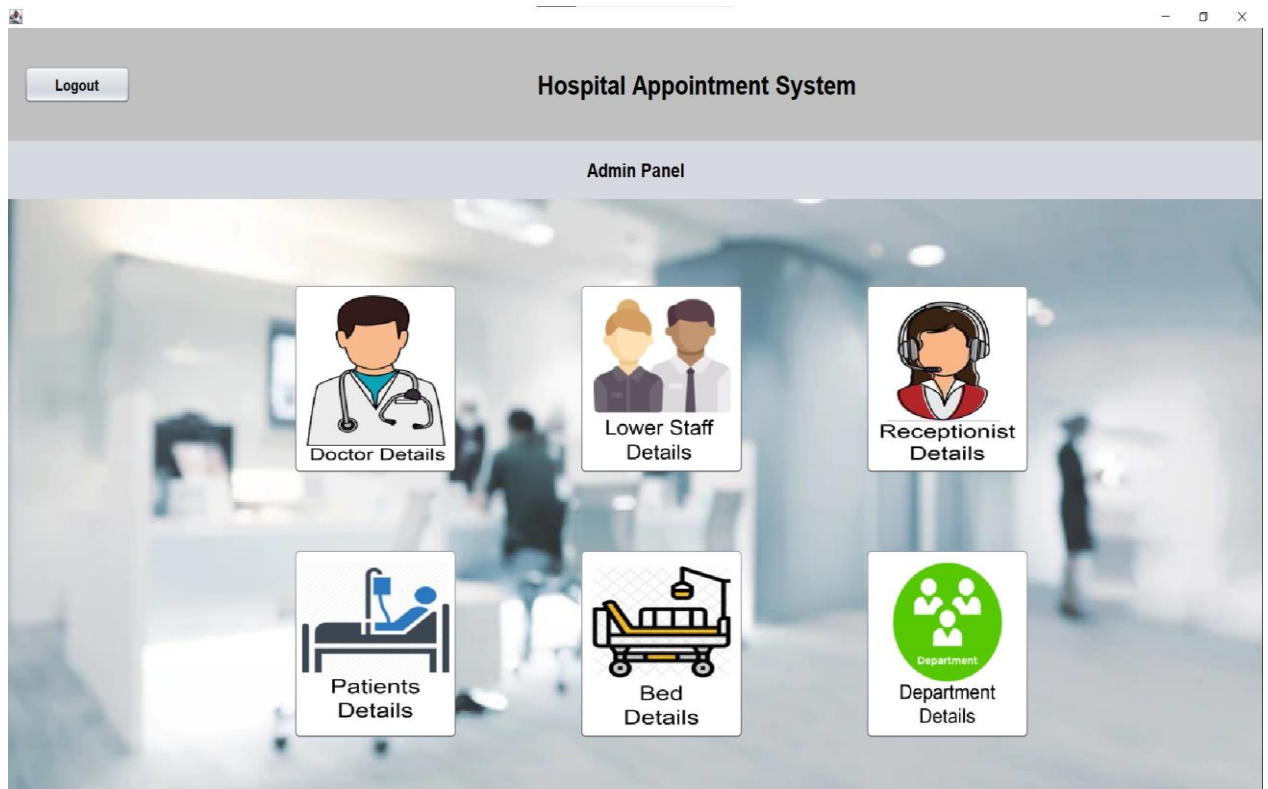 Logout
Hospital Appointment System
Admin Panel
Doctor Details
Lower Staff
Details
Receptionist
Details
Patients
Details
Bed
Details
Department
Department
Details